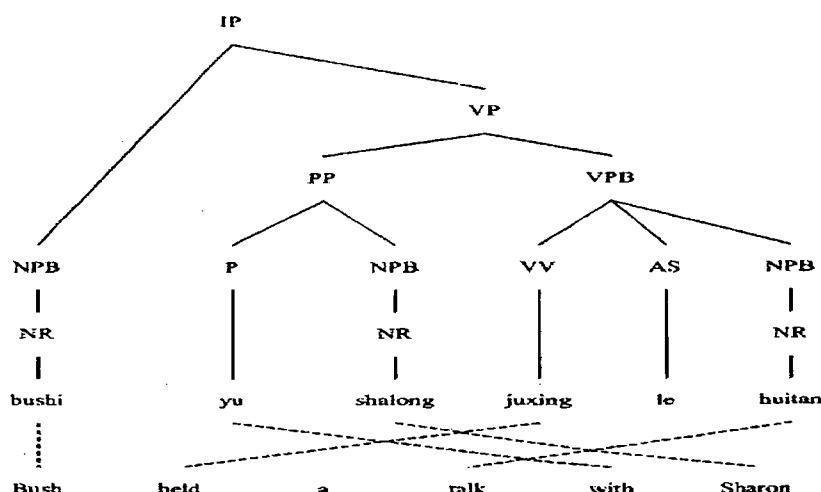 IP
VP
PP VPB
NPB P NPB VV AS NPB
NR NR NR
bushi yu shalong juxing le huitan
Bush held a talk with Sharon